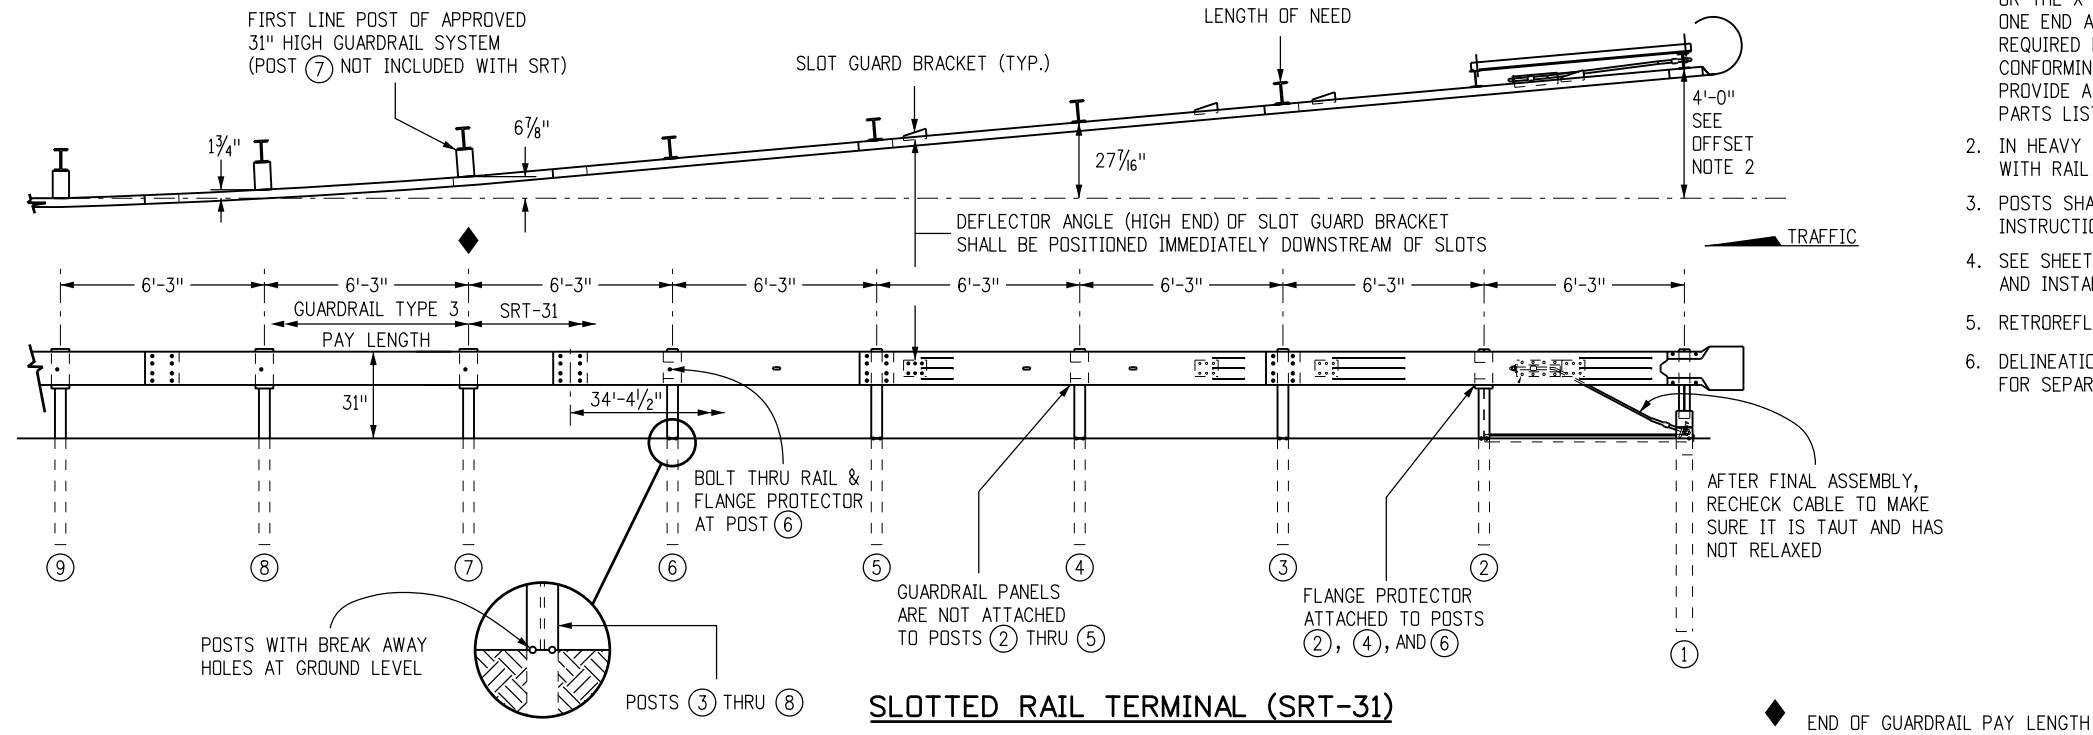 FIRST LINE POST OF APPROVED
31" HIGH GUARDRAIL SYSTEM
(POST 7 NOT INCLUDED WITH SRT)
SLOT GUARD BRACKET (TYP.)
LENGTH OF NEED
1¾"
6⅞"
27 7⁄16"
4'-0"
SEE
OFFSET
NOTE 2
DEFLECTOR ANGLE (HIGH END) OF SLOT GUARD BRACKET
SHALL BE POSITIONED IMMEDIATELY DOWNSTREAM OF SLOTS
TRAFFIC
6'-3" 6'-3" 6'-3" 6'-3" 6'-3" 6'-3" 6'-3" 6'-3"
GUARDRAIL TYPE 3 SRT-31
PAY LENGTH
31"
34'-4½"
BOLT THRU RAIL &
FLANGE PROTECTOR
AT POST 6
AFTER FINAL ASSEMBLY,
RECHECK CABLE TO MAKE
SURE IT IS TAUT AND HAS
NOT RELAXED
9 8 7 6 5 4 3 2
1
GUARDRAIL PANELS
ARE NOT ATTACHED
TO POSTS 2 THRU 5
FLANGE PROTECTOR
ATTACHED TO POSTS
2, 4, AND 6
POSTS WITH BREAK AWAY
HOLES AT GROUND LEVEL
POSTS 3 THRU 8
SLOTTED RAIL TERMINAL (SRT-31)
END OF GUARDRAIL PAY LENGTH
ONE END A
REQUIRED
CONFORMIN
PROVIDE A
PARTS LIS
2. IN HEAVY
WITH RAIL
3. POSTS SHA
INSTRUCTI
4. SEE SHEET
AND INSTA
5. RETROREFL
6. DELINEATIO
FOR SEPAR